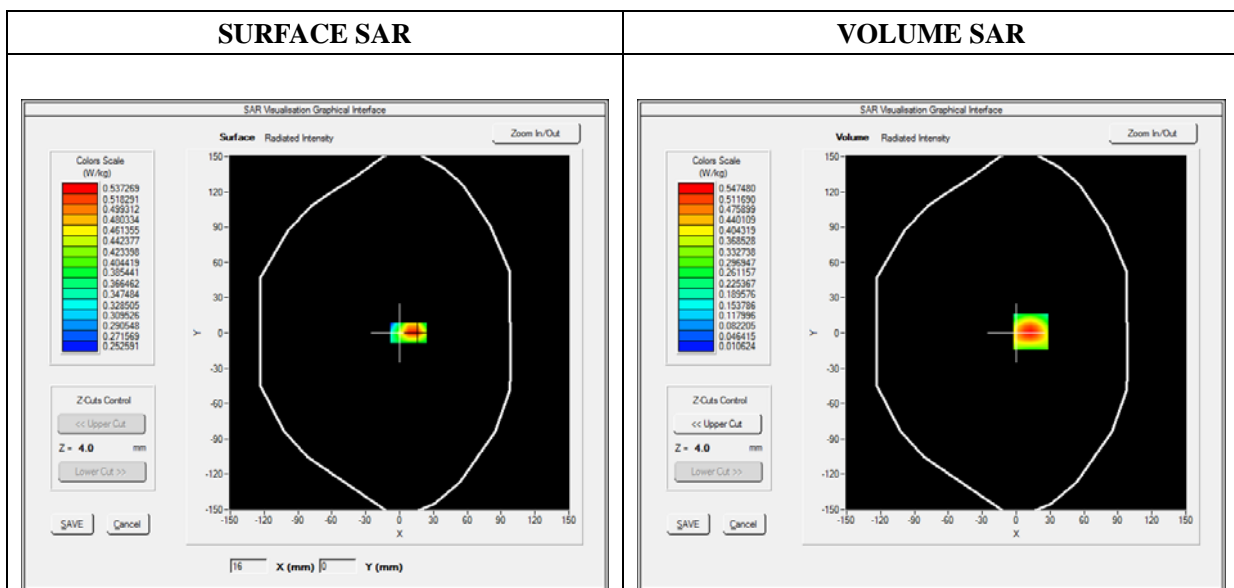 SURFACE SAR
VOLUME SAR
SAR Visualisation Graphical Interface
Surface Radiated Intensity
Zoom In/Out
Colors Scale
(W/kg)
0.537269
0.518291
0.499312
0.480334
0.461355
0.442377
0.423398
0.404419
0.385441
0.366462
0.347484
0.328505
0.309526
0.290548
0.271569
0.252591
Z-Cuts Control
<< Upper Cut
Z = 4.0 mm
Lower Cut >>
SAVE Cancel
150
120
90
60
30
0
-30
-60
-90
-120
-150
Y
-150 -120 -90 -60 -30 0 30 60 90 120 150
X
16 X (mm) 0 Y (mm)
SAR Visualisation Graphical Interface
Volume Radiated Intensity
Zoom In/Out
Colors Scale
(W/kg)
0.547480
0.511690
0.475899
0.440109
0.404319
0.368528
0.332738
0.296947
0.261157
0.225367
0.189576
0.153786
0.117996
0.082205
0.046415
0.010624
Z-Cuts Control
<< Upper Cut
Z = 4.0 mm
Lower Cut >>
SAVE Cancel
150
120
90
60
30
0
-30
-60
-90
-120
-150
Y
-150 -120 -90 -60 -30 0 30 60 90 120 150
X